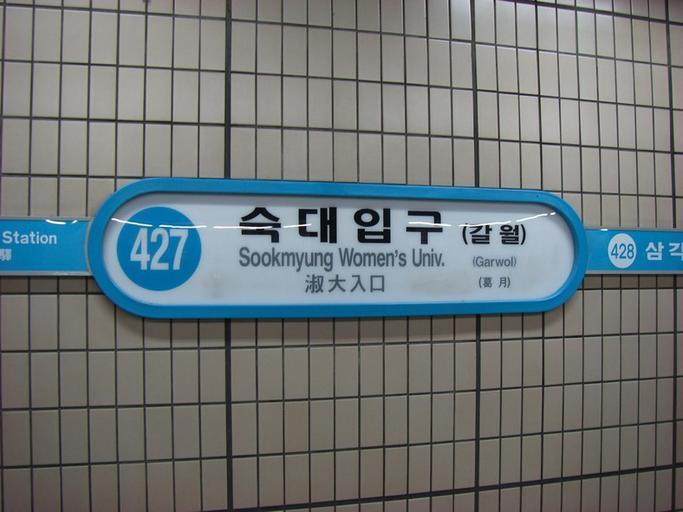 Station
驛
427
숙대입구 (갈월)
Sookmyung Women's Univ. (Garwol)
淑大入口 (葛月)
428 삼각